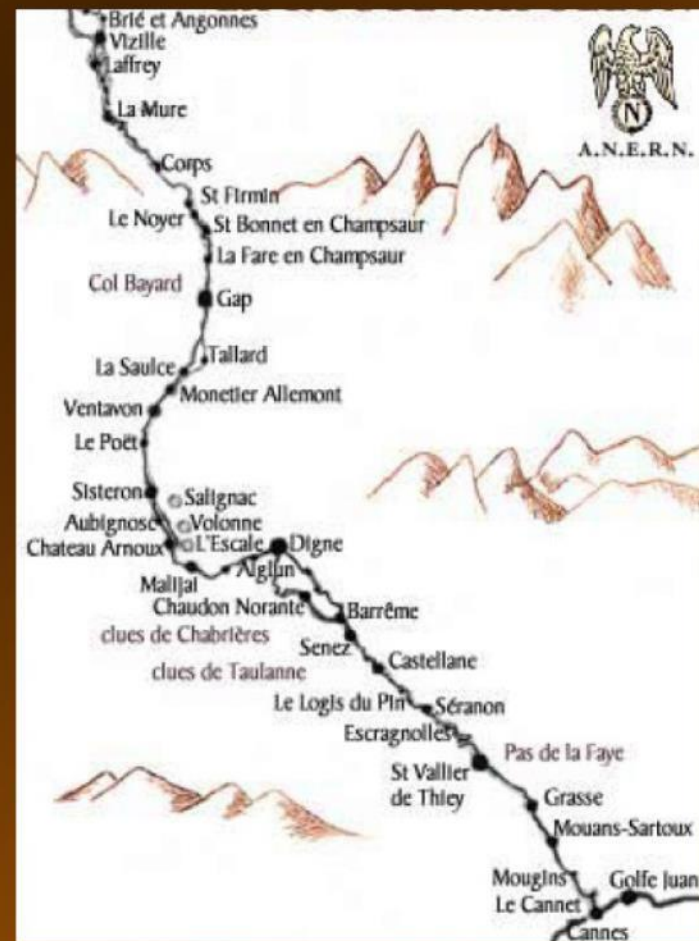 Brié et Angonnes
Vizille
Laffrey
La Mure
Corps
St Firmin
Le Noyer
St Bonnet en Champsaur
La Fare en Champsaur
Col Bayard
Gap
Tallard
La Saulce
Monetier Allemont
Ventavon
Le Poët
Sisteron
Salignac
Aubignosc
Volonne
Chateau Arnoux
L'Escale
Digne
Aiglun
Malijai
Chaudon Norante
Barrême
clues de Chabrières
Senez
clues de Taulanne
Castellane
Le Logis du Pin
Séranon
Escragnolles
Pas de la Faye
St Vallier
de Thiey
Grasse
Mouans-Sartoux
Mougins
Golfe Juan
Le Cannet
Cannes
N
A.N.E.R.N.